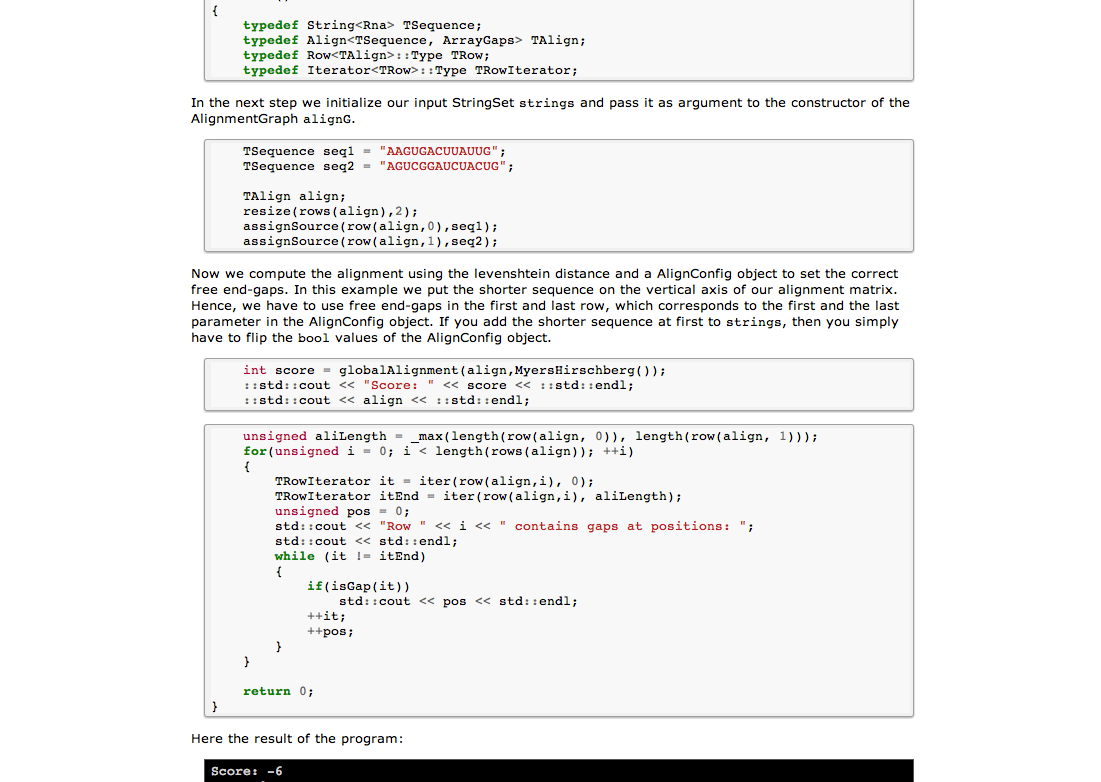 {
    typedef String<Rna> TSequence;
    typedef Align<TSequence, ArrayGaps> TAlign;
    typedef Row<TAlign>::Type TRow;
    typedef Iterator<TRow>::Type TRowIterator;
In the next step we initialize our input StringSet strings and pass it as argument to the constructor of the
AlignmentGraph alignG.
    TSequence seq1 = "AAGUGACUUAUUG";
    TSequence seq2 = "AGUCGGAUCUACUG";

    TAlign align;
    resize(rows(align),2);
    assignSource(row(align,0),seq1);
    assignSource(row(align,1),seq2);
Now we compute the alignment using the levenshtein distance and a AlignConfig object to set the correct
free end-gaps. In this example we put the shorter sequence on the vertical axis of our alignment matrix.
Hence, we have to use free end-gaps in the first and last row, which corresponds to the first and the last
parameter in the AlignConfig object. If you add the shorter sequence at first to strings, then you simply
have to flip the bool values of the AlignConfig object.
    int score = globalAlignment(align,MyersHirschberg());
    ::std::cout << "Score: " << score << ::std::endl;
    ::std::cout << align << ::std::endl;
    unsigned aliLength = _max(length(row(align, 0)), length(row(align, 1)));
    for(unsigned i = 0; i < length(rows(align)); ++i)
    {
        TRowIterator it = iter(row(align,i), 0);
        TRowIterator itEnd = iter(row(align,i), aliLength);
        unsigned pos = 0;
        std::cout << "Row " << i << " contains gaps at positions: ";
        std::cout << std::endl;
        while (it != itEnd)
        {
            if(isGap(it))
                std::cout << pos << std::endl;
            ++it;
            ++pos;
        }
    }

    return 0;
}
Here the result of the program:
Score: -6